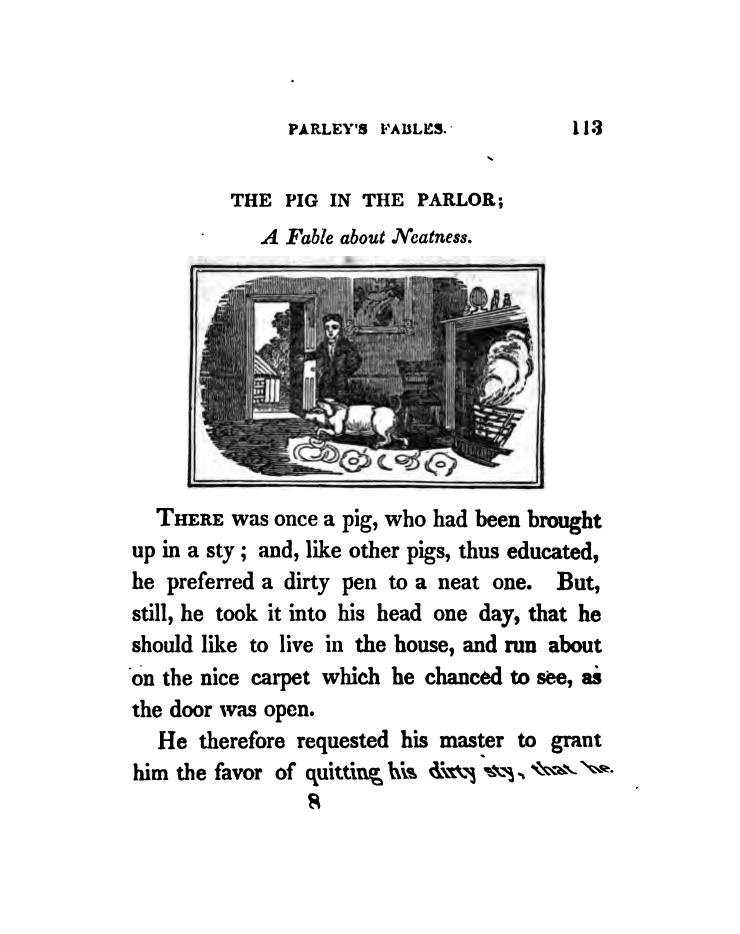 PARLEY'S FABLES. 113
THE PIG IN THE PARLOR;
A Fable about Neatness.
THERE was once a pig, who had been brought
up in a sty; and, like other pigs, thus educated,
he preferred a dirty pen to a neat one. But,
still, he took it into his head one day, that he
should like to live in the house, and run about
on the nice carpet which he chanced to see, as
the door was open.
He therefore requested his master to grant
him the favor of quitting his dirty sty, that he
8